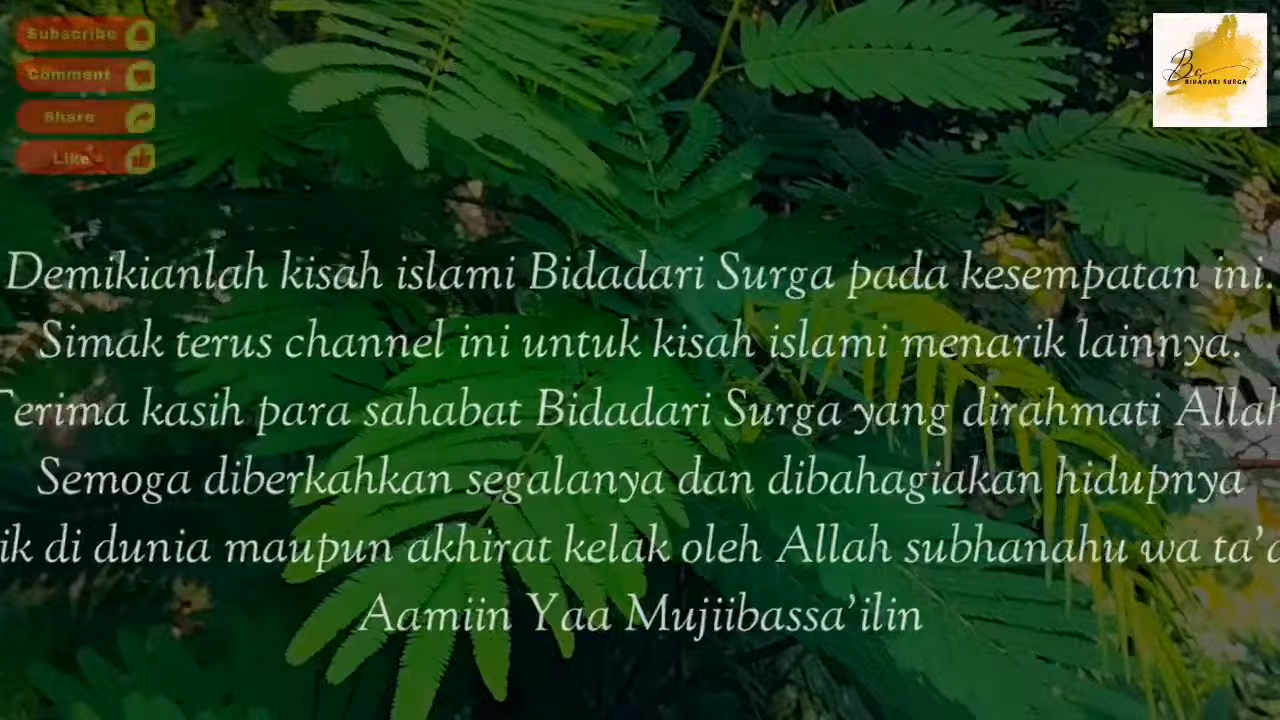 Subscribe
Comment
Share
Like
Bs
BIDADARI SURGA
Demikianlah kisah islami Bidadari Surga pada kesempatan ini.
Simak terus channel ini untuk kisah islami menarik lainnya.
Terima kasih para sahabat Bidadari Surga yang dirahmati Allah
Semoga diberkahkan segalanya dan dibahagiakan hidupnya
ik di dunia maupun akhirat kelak oleh Allah subhanahu wa ta'a
Aamiin Yaa Mujiibassa'ilin